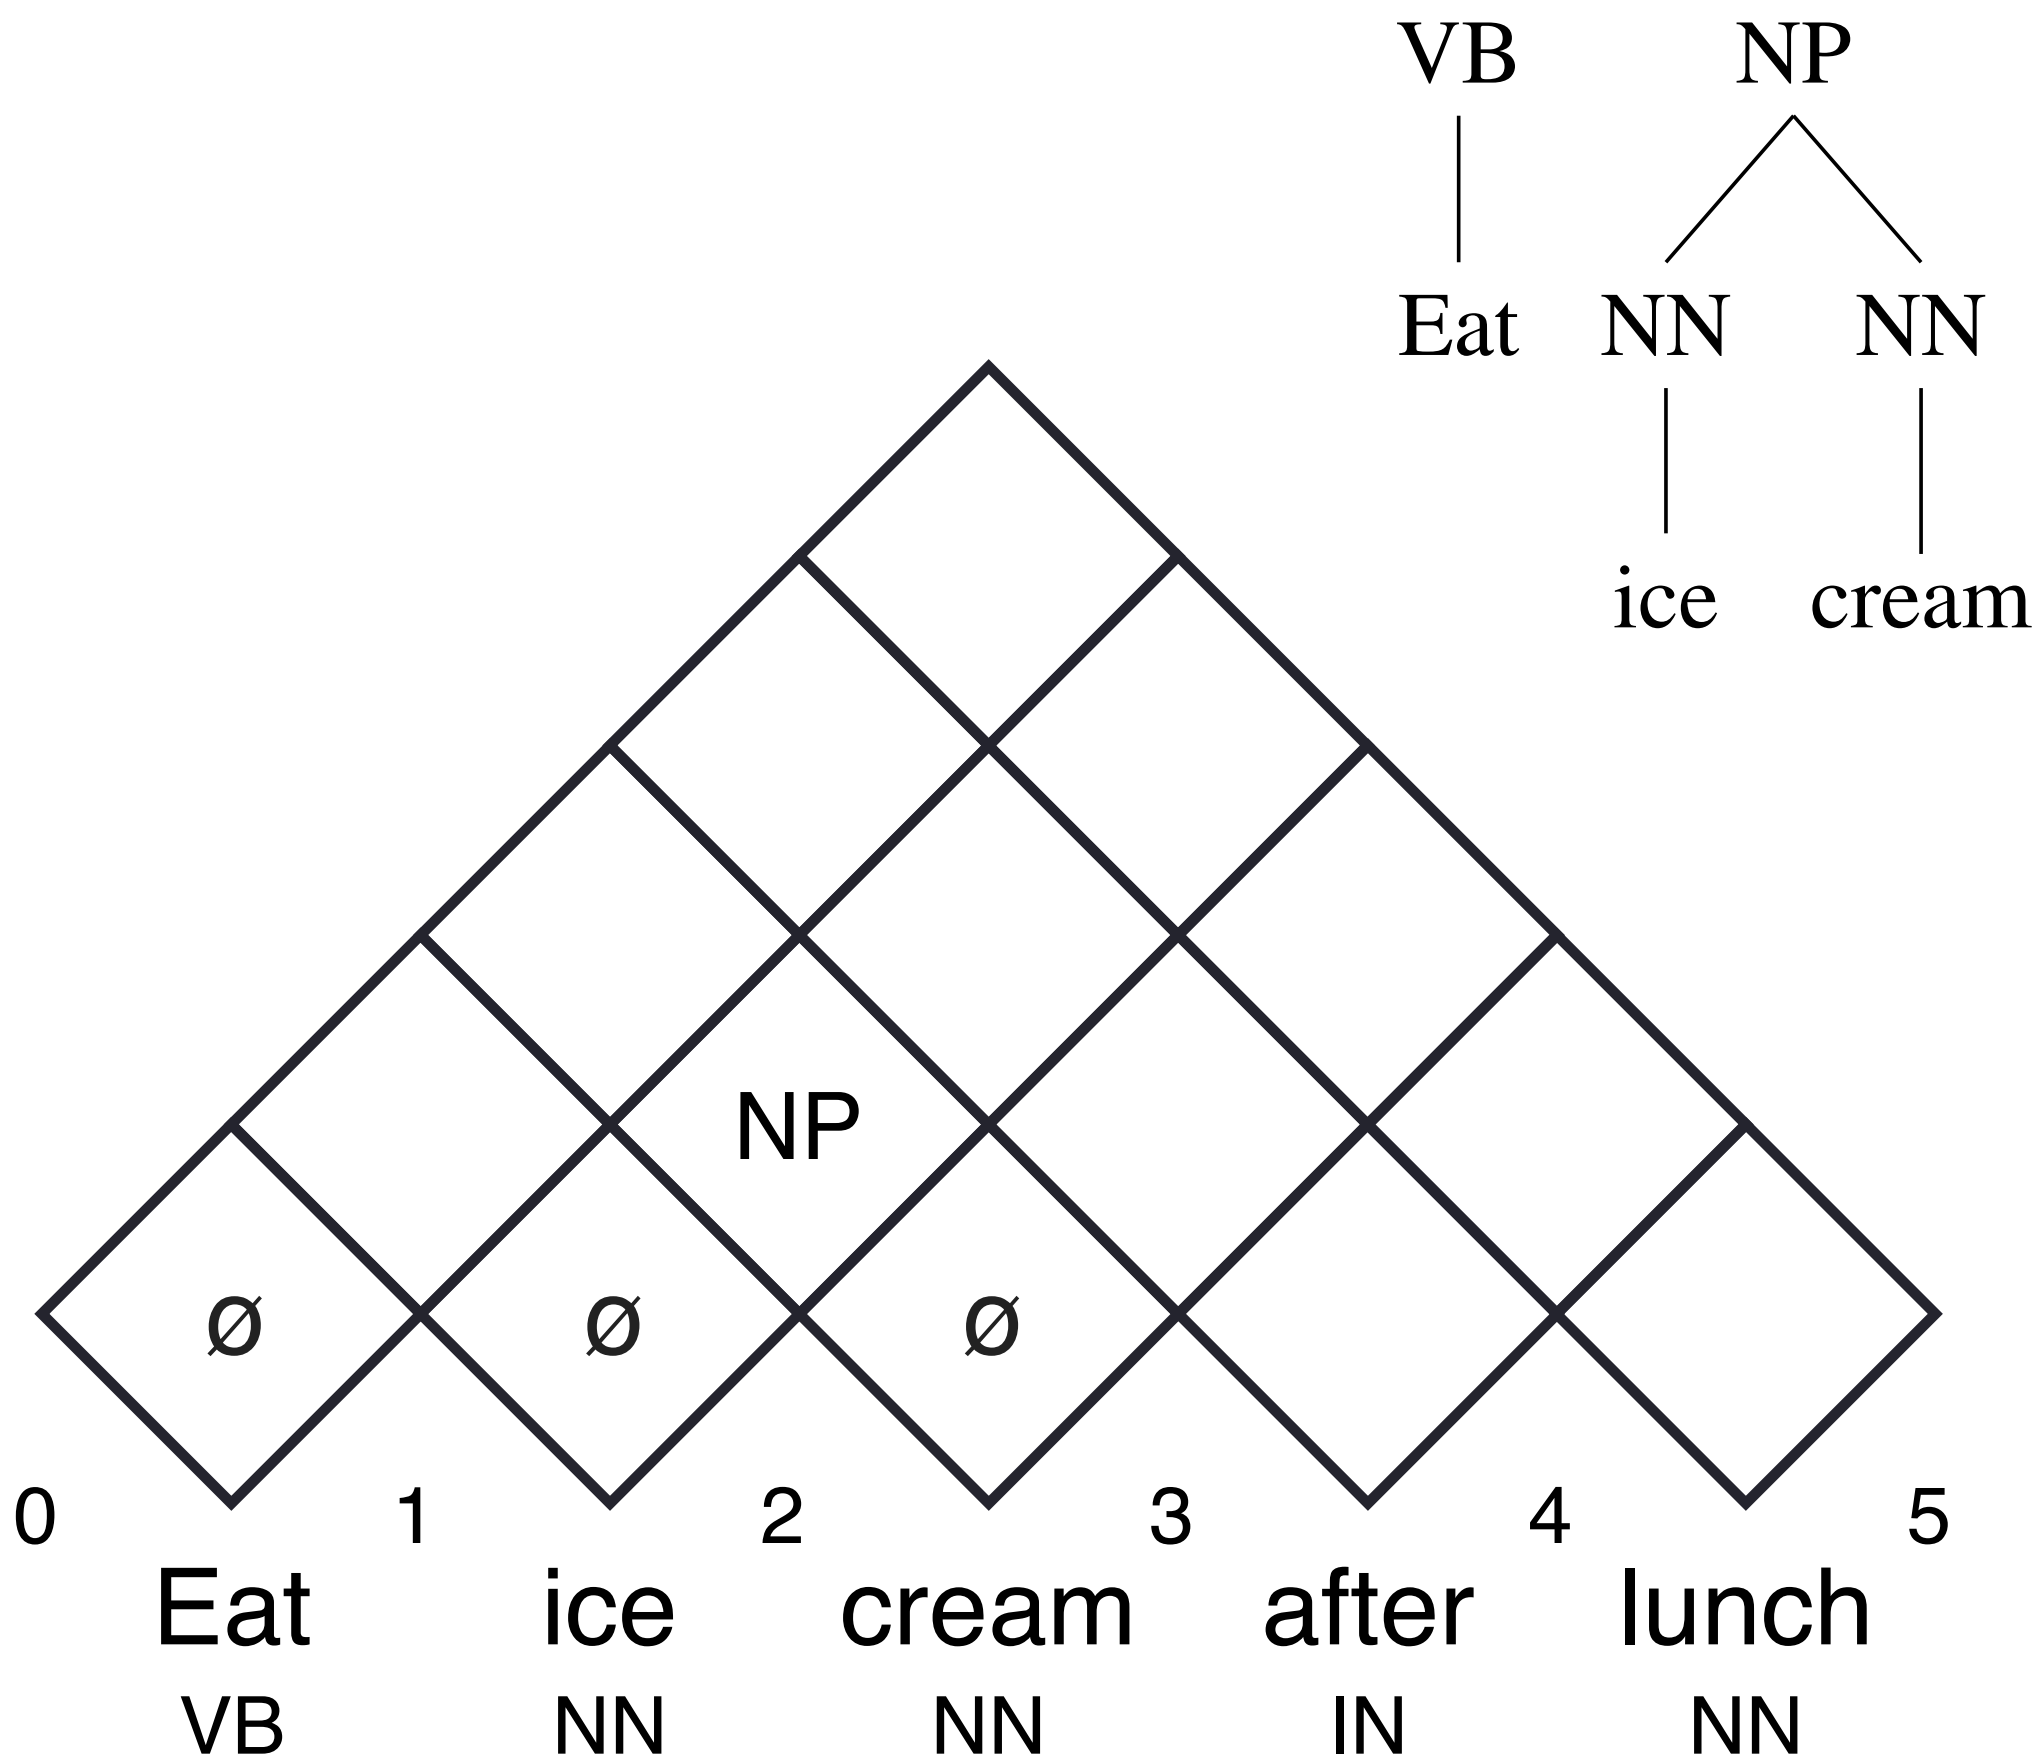 VB NP
Eat NN NN
ice cream
NP
Ø Ø Ø
0 1 2 3 4 5
Eat ice cream after lunch
VB NN NN IN NN